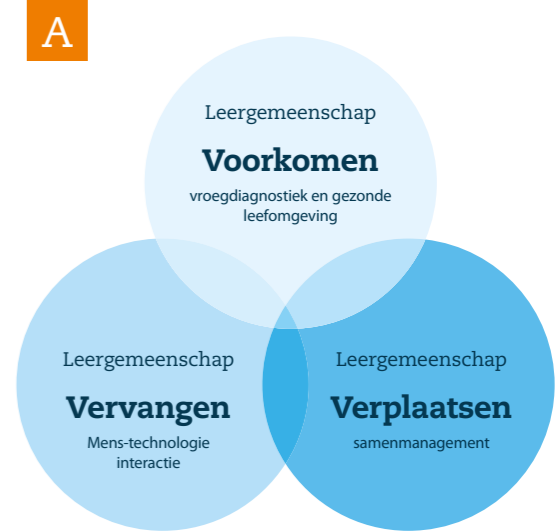 A
Leergemeenschap
Voorkomen
vroegdiagnostiek en gezonde
leefomgeving
Leergemeenschap
Vervangen
Mens-technologie
interactie
Leergemeenschap
Verplaatsen
samenmanagement